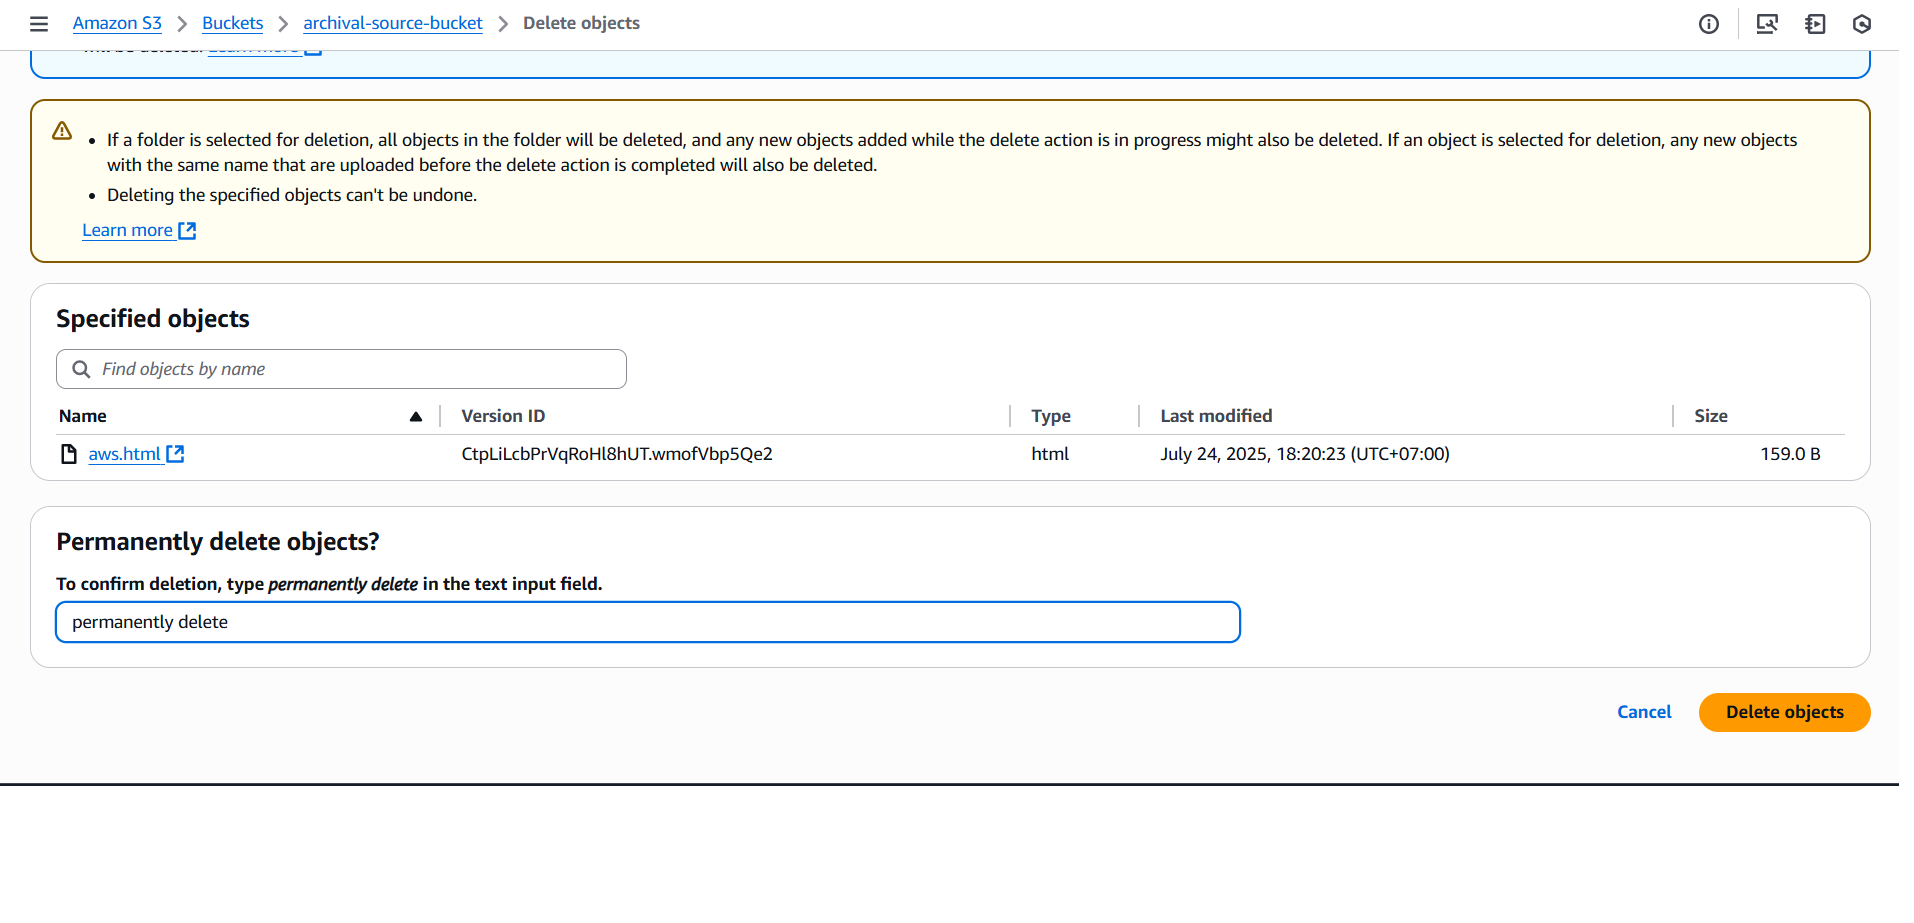 Amazon S3 > Buckets > archival-source-bucket > Delete objects
If a folder is selected for deletion, all objects in the folder will be deleted, and any new objects added while the delete action is in progress might also be deleted. If an object is selected for deletion, any new objects
with the same name that are uploaded before the delete action is completed will also be deleted.
Deleting the specified objects can't be undone.
Learn more
Specified objects
Find objects by name
Name Version ID Type Last modified Size
aws.html CtpLiLcbPrVqRoHl8hUT.wmofVbp5Qe2 html July 24, 2025, 18:20:23 (UTC+07:00) 159.0 B
Permanently delete objects?
To confirm deletion, type permanently delete in the text input field.
permanently delete
Cancel Delete objects